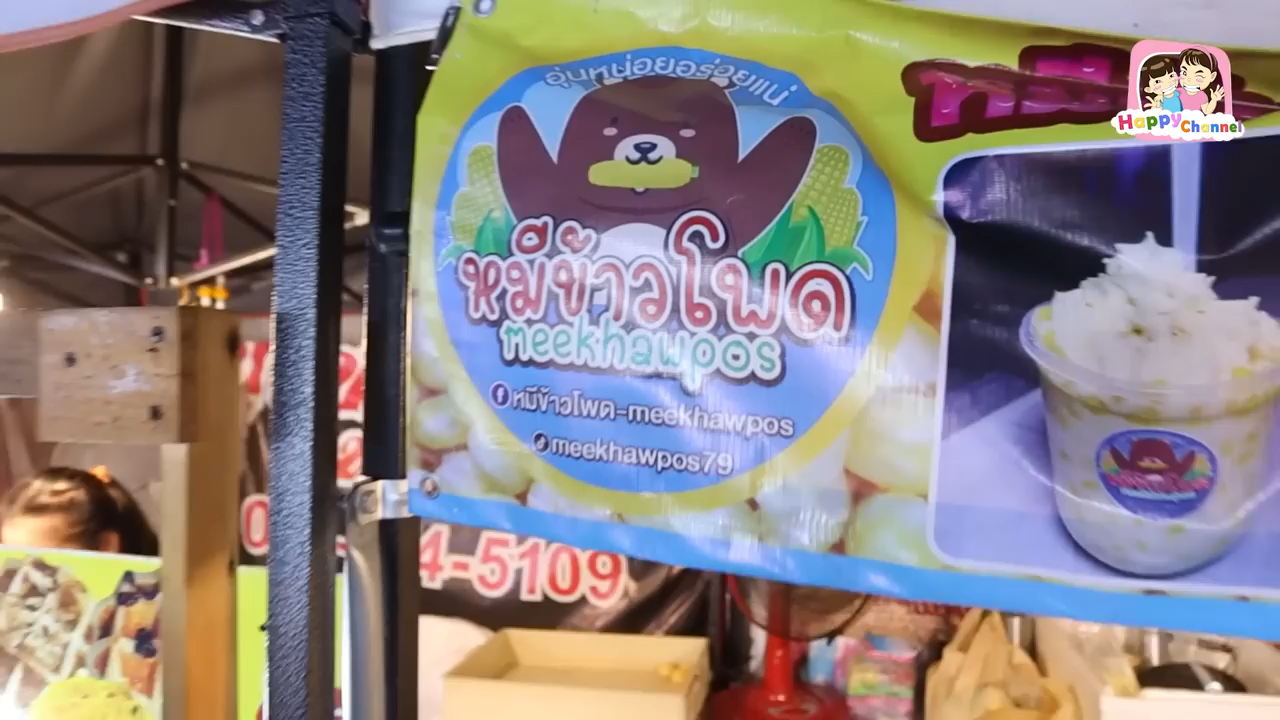 อุ่นหน่อยอร่อยแน่
หมีข้าวโพด
meekhawpos
หมีข้าวโพด-meekhawpos
meekhawpos79
Happy Channel
4-5109